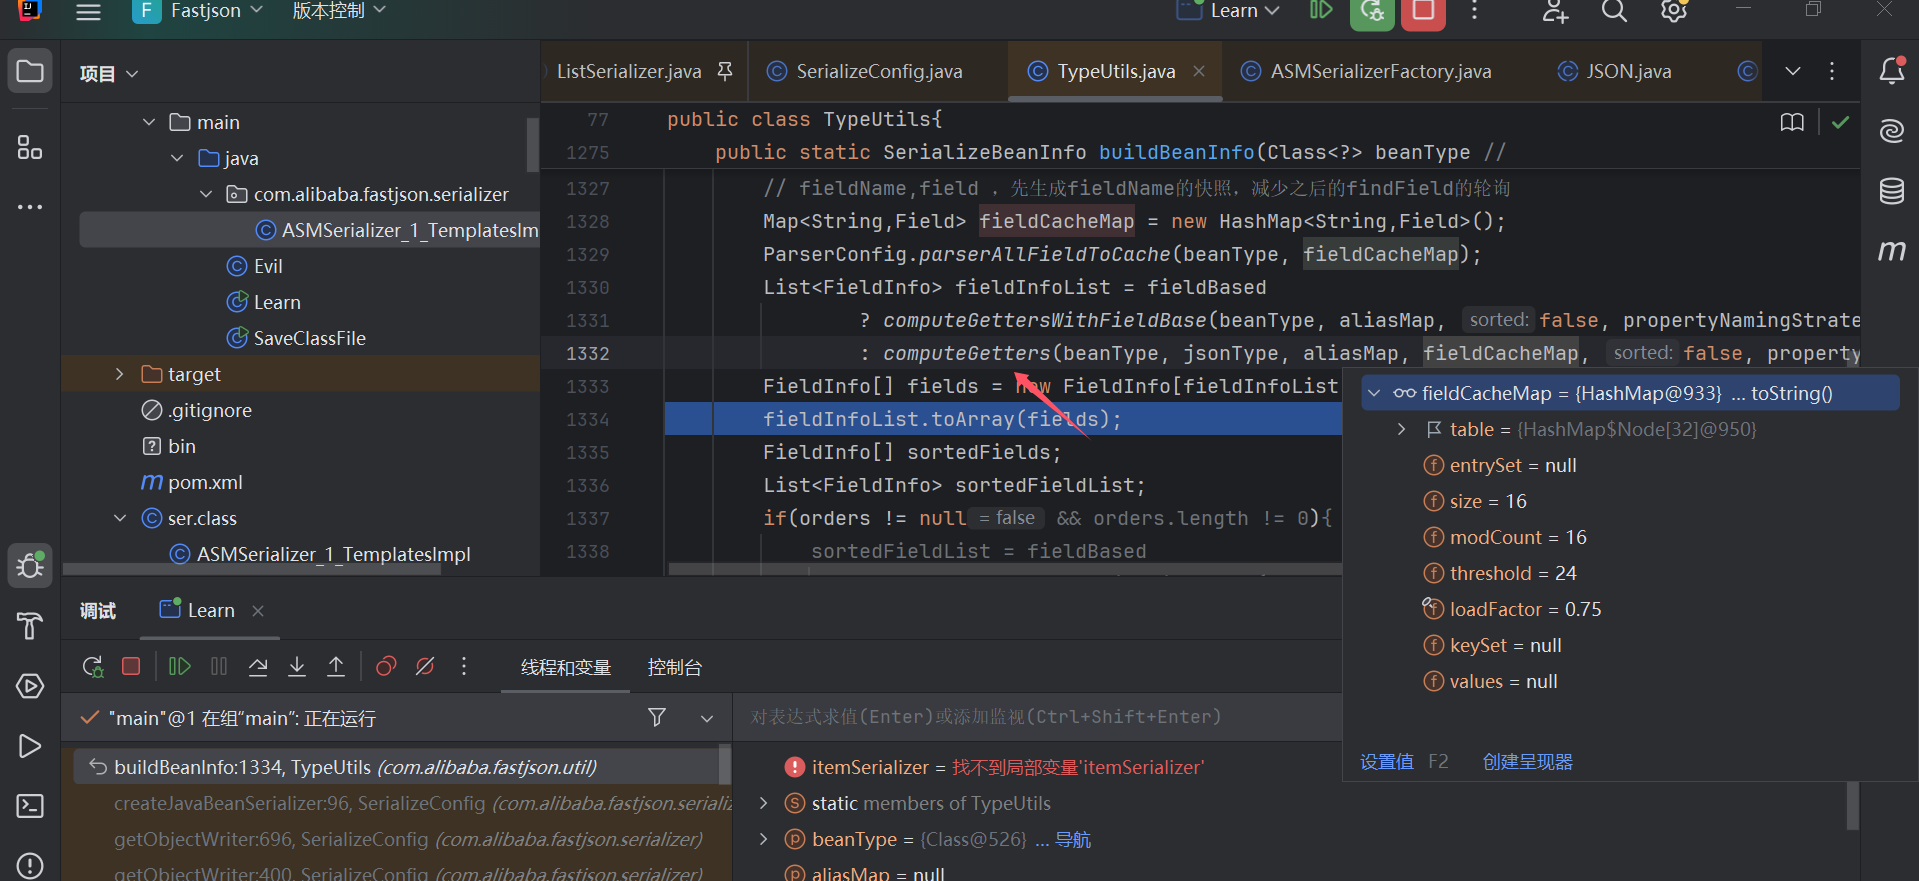 F Fastjson 版本控制 Learn
项目
ListSerializer.java SerializeConfig.java TypeUtils.java ASMSerializerFactory.java JSON.java
main
java
com.alibaba.fastjson.serializer
ASMSerializer_1_TemplatesIm
Evil
Learn
SaveClassFile
target
.gitignore
bin
pom.xml
ser.class
ASMSerializer_1_TemplatesImpl
77 public class TypeUtils{
1275 public static SerializeBeanInfo buildBeanInfo(Class<?> beanType //
1327 // fieldName,field ，先生成fieldName的快照，减少之后的findField的轮询
1328 Map<String,Field> fieldCacheMap = new HashMap<String,Field>();
1329 ParserConfig.parserAllFieldToCache(beanType, fieldCacheMap);
1330 List<FieldInfo> fieldInfoList = fieldBased
1331 ? computeGettersWithFieldBase(beanType, aliasMap, sorted: false, propertyNamingStrate
1332 : computeGetters(beanType, jsonType, aliasMap, fieldCacheMap, sorted: false, property
1333 FieldInfo[] fields = new FieldInfo[fieldInfoList
1334 fieldInfoList.toArray(fields);
1335 FieldInfo[] sortedFields;
1336 List<FieldInfo> sortedFieldList;
1337 if(orders != null = false && orders.length != 0){
1338 sortedFieldList = fieldBased
fieldCacheMap = {HashMap@933} ... toString()
table = {HashMap$Node[32]@950}
entrySet = null
size = 16
modCount = 16
threshold = 24
loadFactor = 0.75
keySet = null
values = null
设置值 F2 创建呈现器
调试 Learn
线程和变量 控制台
"main"@1 在组"main": 正在运行
buildBeanInfo:1334, TypeUtils (com.alibaba.fastjson.util)
createJavaBeanSerializer:96, SerializeConfig (com.alibaba.fastjson.serializ
getObjectWriter:696, SerializeConfig (com.alibaba.fastjson.serializer)
getObjectWriter:400, SerializeConfig (com.alibaba.fastjson.serializer)
对表达式求值(Enter)或添加监视(Ctrl+Shift+Enter)
itemSerializer = 找不到局部变量'itemSerializer'
static members of TypeUtils
beanType = {Class@526} ... 导航
aliasMap = null